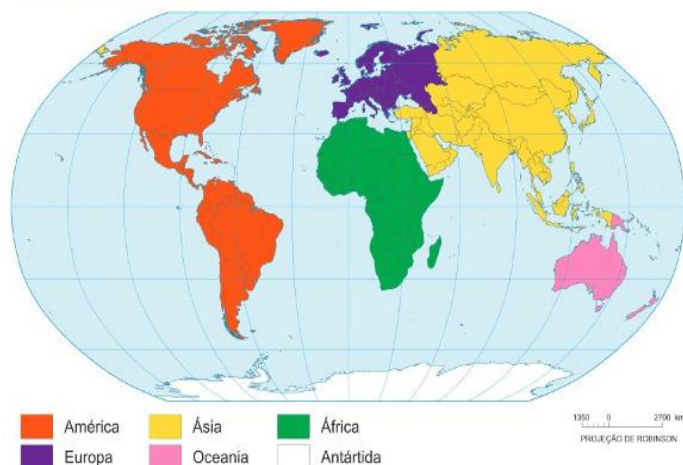 América
Ásia
África
Europa
Oceania
Antártida
1350 0 2700 km
PROJEÇÃO DE ROBINSON